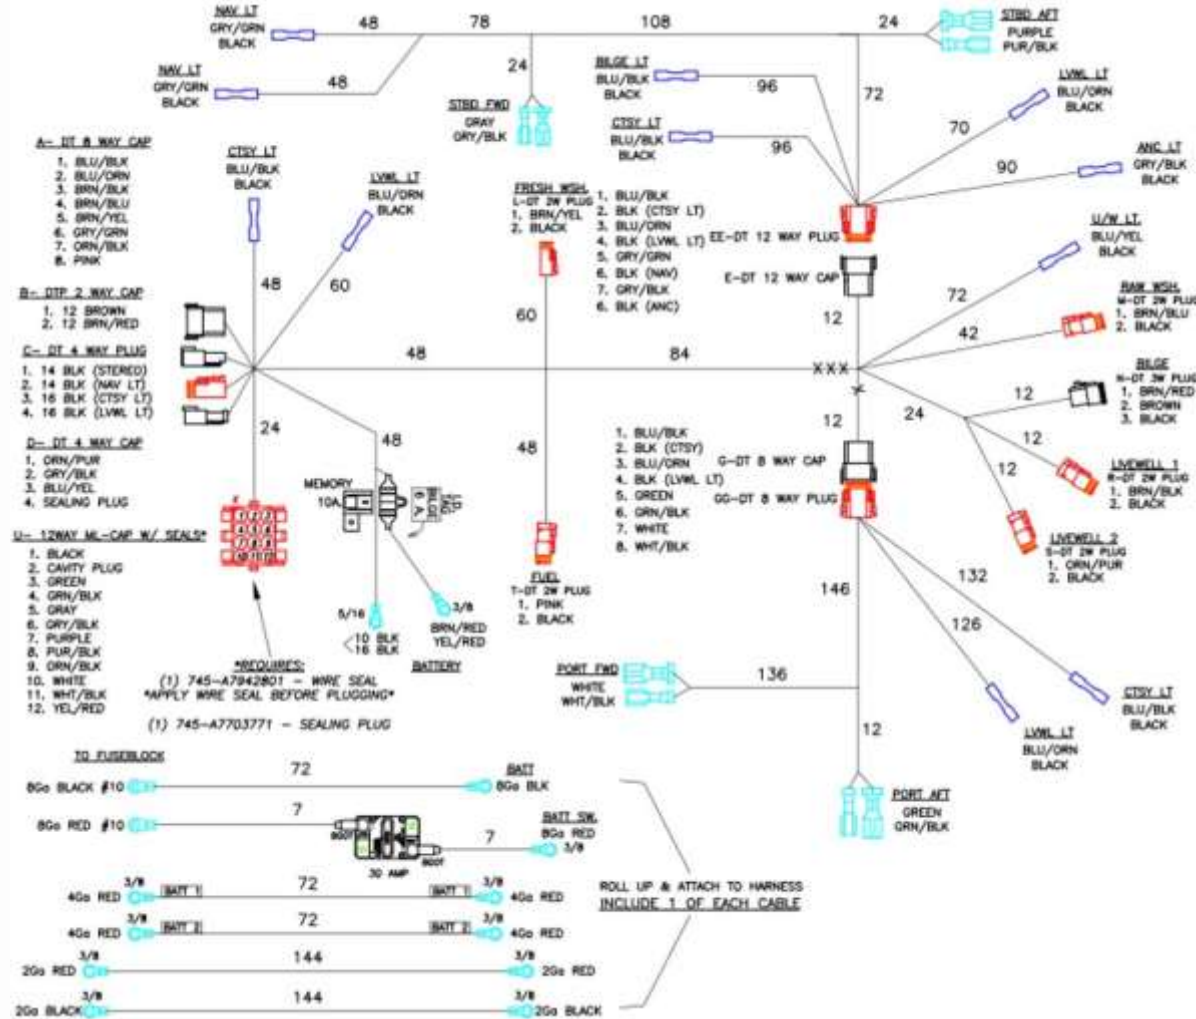 NAV LT
GRY/GRN
BLACK
48
78
108
24
STBD AFT
PURPLE
PUR/BLK
NAV LT
GRY/GRN
BLACK
48
24
STBD FWD
GRAY
GRY/BLK
BILGE LT
BLU/BLK
BLACK
96
72
CTSY LT
BLU/BLK
BLACK
96
70
LVWL LT
BLU/ORN
BLACK
90
ANC LT
GRY/BLK
BLACK
A- DT 8 WAY CAP
1. BLU/BLK
2. BLU/ORN
3. BRN/BLK
4. BRN/BLU
5. BRN/YEL
6. GRY/GRN
7. ORN/BLK
8. PINK
CTSY LT
BLU/BLK
BLACK
48
LVWL LT
BLU/ORN
BLACK
60
FRESH WSH.
L-DT 2W PLUG
1. BRN/YEL
2. BLACK
1. BLU/BLK
2. BLK (CTSY LT)
3. BLU/ORN
4. BLK (LVWL LT)
5. GRY/GRN
6. BLK (NAV)
7. GRY/BLK
6. BLK (ANC)
EE-DT 12 WAY PLUG
E-DT 12 WAY CAP
12
U/W LT.
BLU/YEL
BLACK
72
RAW WSH.
M-DT 2W PLUG
1. BRN/BLU
2. BLACK
42
B- DTP 2 WAY CAP
1. 12 BROWN
2. 12 BRN/RED
C- DT 4 WAY PLUG
1. 14 BLK (STEREO)
2. 14 BLK (NAV LT)
3. 16 BLK (CTSY LT)
4. 16 BLK (LVWL LT)
D- DT 4 WAY CAP
1. ORN/PUR
2. GRY/BLK
3. BLU/YEL
4. SEALING PLUG
48
60
84
XXX
24
BILGE
N-DT 3W PLUG
1. BRN/RED
2. BROWN
3. BLACK
12
12
12
12
24
48
48
MEMORY
10A
BILGE
6 A.
1. BLU/BLK
2. BLK (CTSY)
3. BLU/ORN
4. BLK (LVWL LT)
5. GREEN
6. GRN/BLK
7. WHITE
8. WHT/BLK
G-DT 8 WAY CAP
GG-DT 8 WAY PLUG
LIVEWELL 1
R-DT 2W PLUG
1. BRN/BLK
2. BLACK
LIVEWELL 2
S-DT 2W PLUG
1. ORN/PUR
2. BLACK
U- 12WAY ML-CAP W/ SEALS*
1. BLACK
2. CAVITY PLUG
3. GREEN
4. GRN/BLK
5. GRAY
6. GRY/BLK
7. PURPLE
8. PUR/BLK
9. ORN/BLK
10. WHITE
11. WHT/BLK
12. YEL/RED
1 2 3
4 5 6
7 8 9
10 11 12
FUEL
T-DT 2W PLUG
1. PINK
2. BLACK
5/16
10 BLK
16 BLK
3/8
BRN/RED
YEL/RED
BATTERY
*REQUIRES:
(1) 745-A7942801 - WIRE SEAL
*APPLY WIRE SEAL BEFORE PLUGGING*
(1) 745-A7703771 - SEALING PLUG
146
132
126
PORT FWD
WHITE
WHT/BLK
136
12
LVWL LT
BLU/ORN
BLACK
CTSY LT
BLU/BLK
BLACK
PORT AFT
GREEN
GRN/BLK
TO FUSEBLOCK
8Ga BLACK #10
72
BATT
8Ga BLK
8Ga RED #10
7
BOOT
30 AMP
BOOT
7
BATT SW.
8Ga RED
3/8
4Ga RED
3/8
BATT 1
72
BATT 1
3/8
4Ga RED
4Ga RED
3/8
BATT 2
72
BATT 2
3/8
4Ga RED
2Ga RED
3/8
144
3/8
2Ga RED
2Ga BLACK
3/8
144
3/8
2Ga BLACK
ROLL UP & ATTACH TO HARNESS
INCLUDE 1 OF EACH CABLE